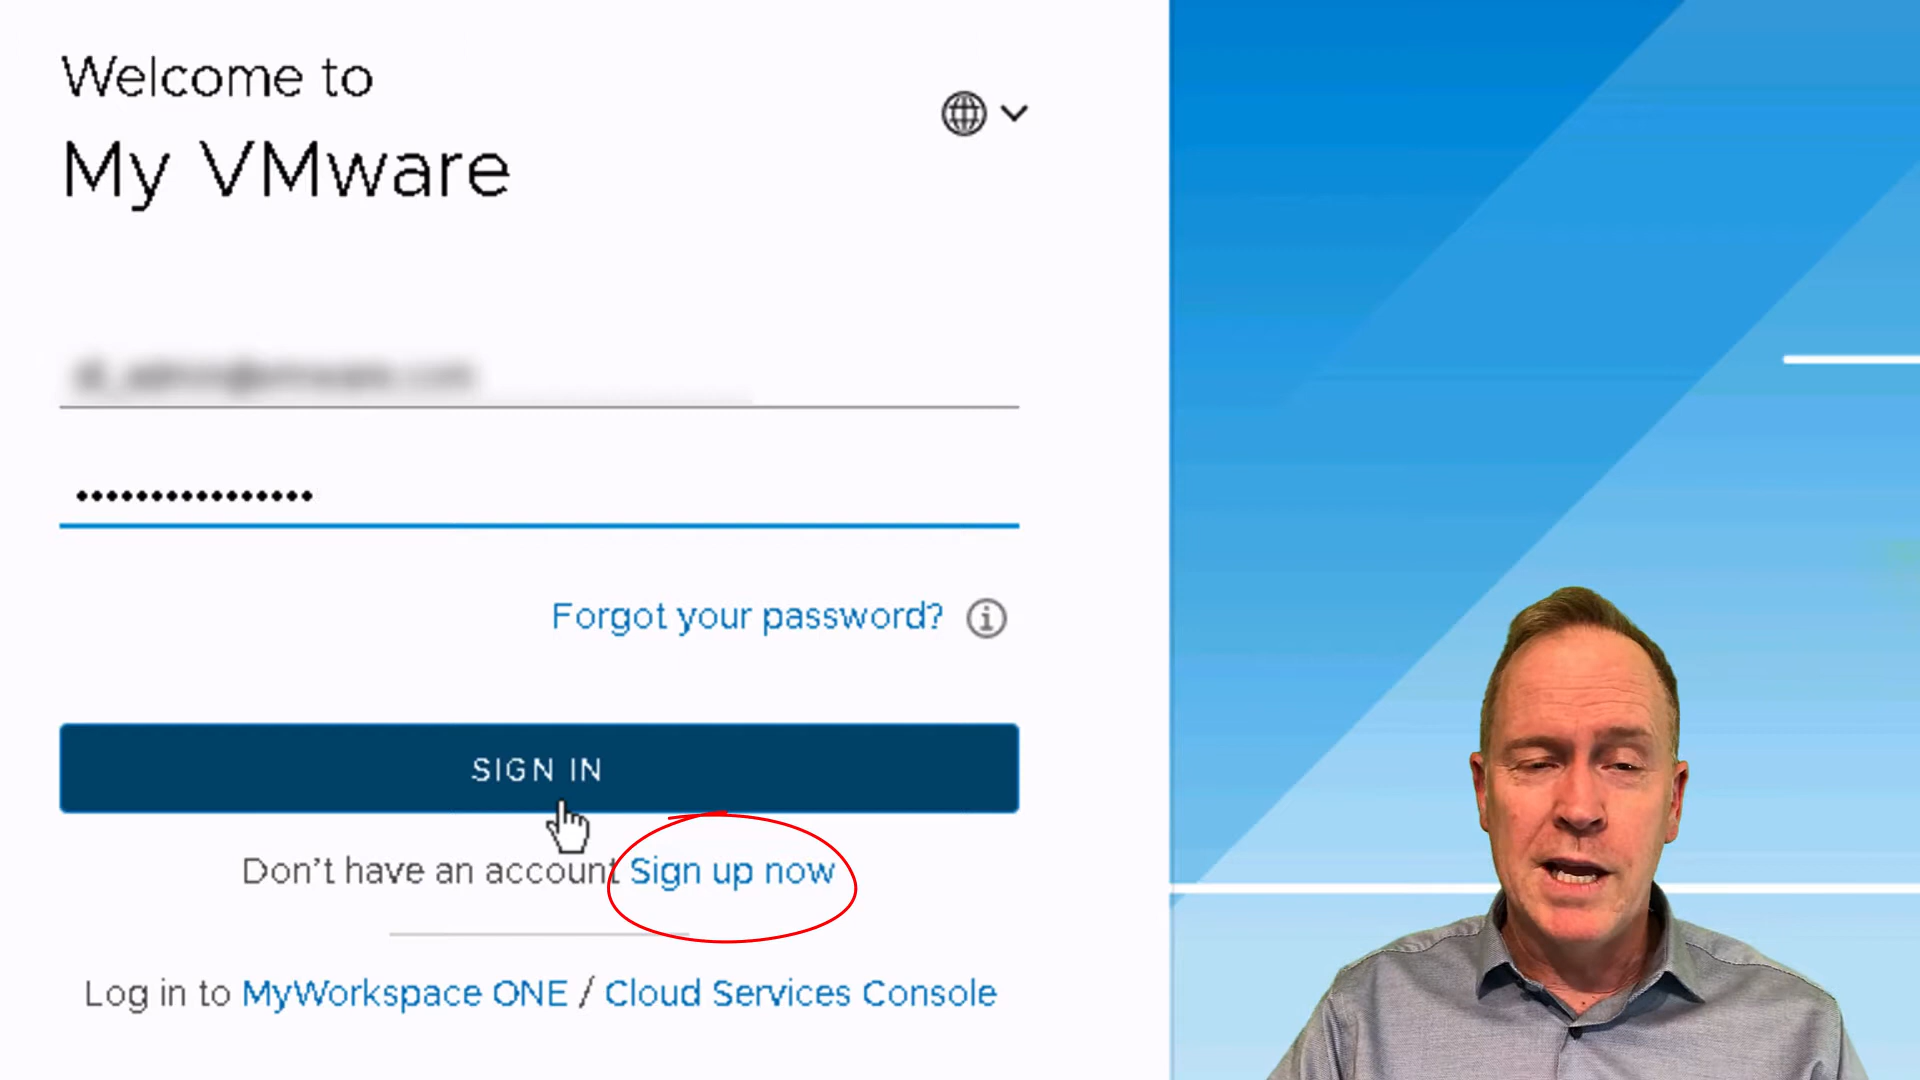 Welcome to
My VMware
••••••••••••••••
Forgot your password?
SIGN IN
Don't have an account Sign up now
Log in to MyWorkspace ONE / Cloud Services Console